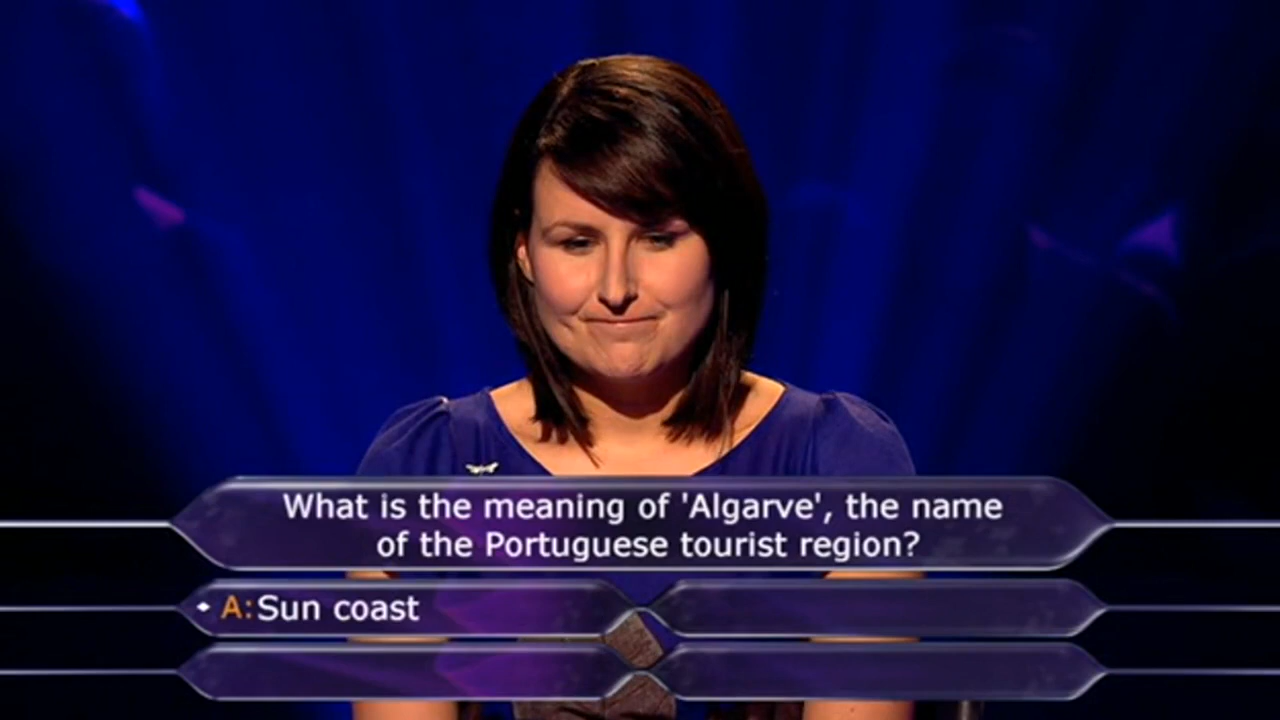 What is the meaning of 'Algarve', the name
of the Portuguese tourist region?
A: Sun coast